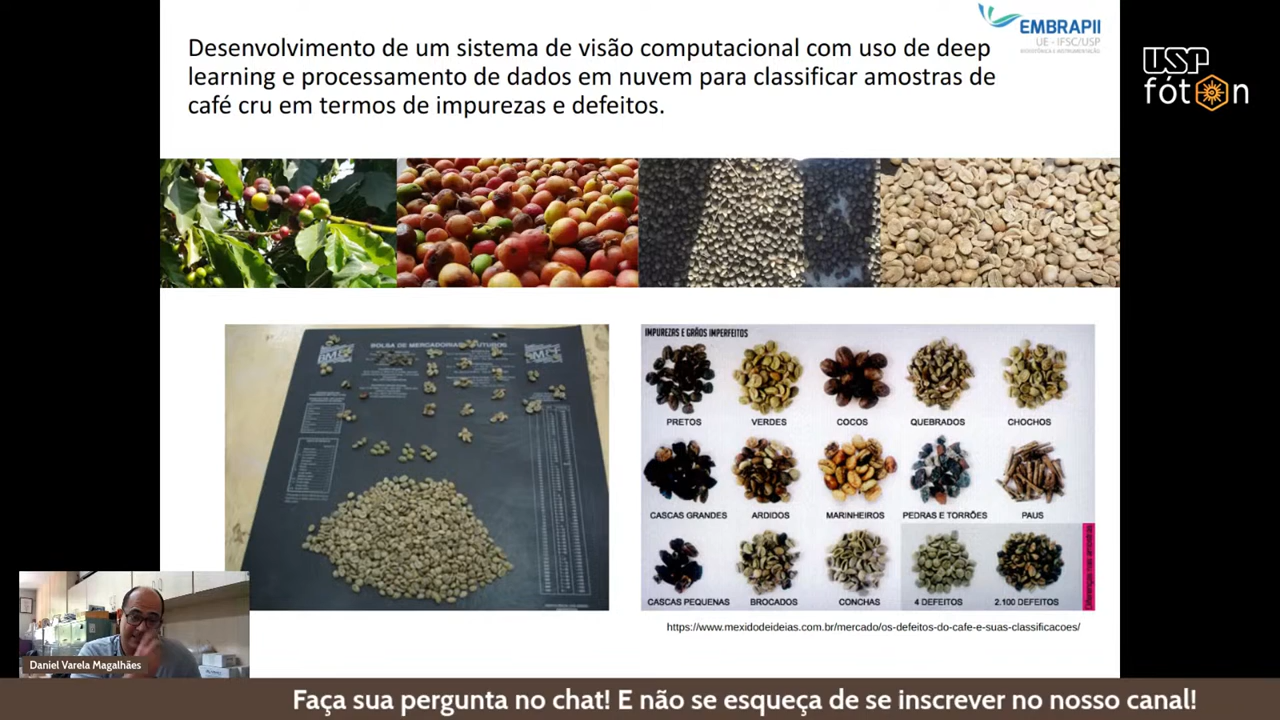 Desenvolvimento de um sistema de visão computacional com uso de deep
learning e processamento de dados em nuvem para classificar amostras de
café cru em termos de impurezas e defeitos.
EMBRAPII
UE - IFSC/USP
USP
fóton
BOLSA DE MERCADORIAS FUTUROS
IMPUREZAS E GRÃOS IMPERFEITOS
PRETOS VERDES COCOS QUEBRADOS CHOCHOS
CASCAS GRANDES ARDIDOS MARINHEIROS PEDRAS E TORRÕES PAUS
CASCAS PEQUENAS BROCADOS CONCHAS 4 DEFEITOS 2.100 DEFEITOS
https://www.mexidodeideias.com.br/mercado/os-defeitos-do-cafe-e-suas-classificacoes/
Daniel Varela Magalhães
Faça sua pergunta no chat! E não se esqueça de se inscrever no nosso canal!